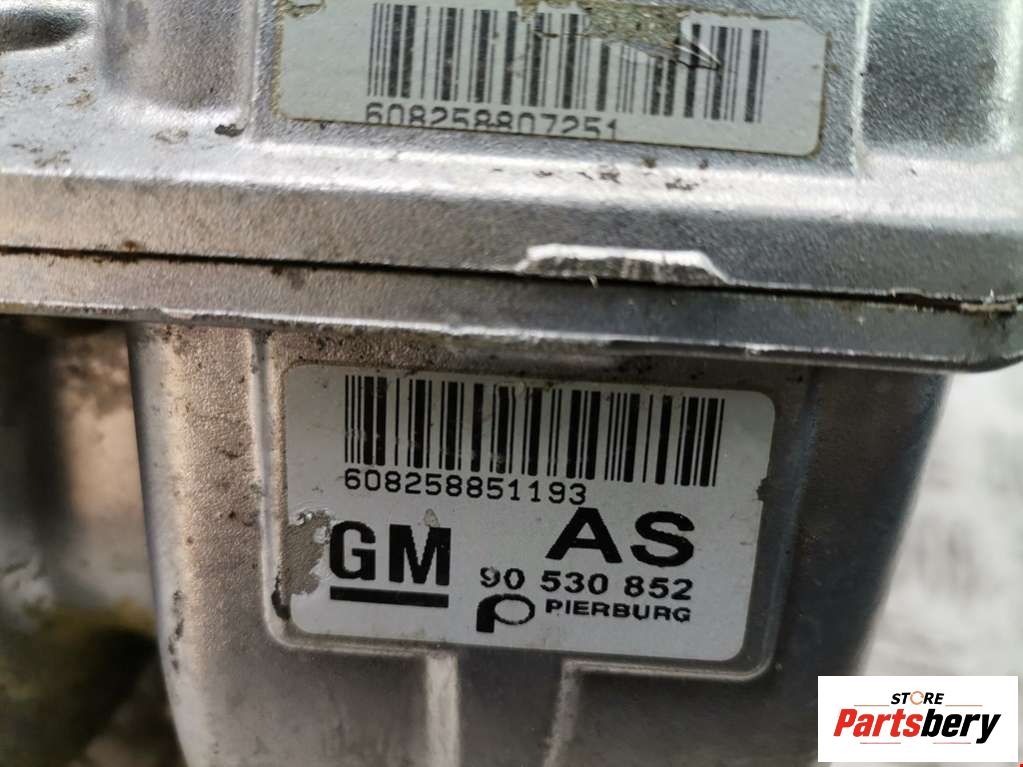 608258807251
608258851193
GM
AS
90 530 852
PIERBURG
STORE
Partsbery